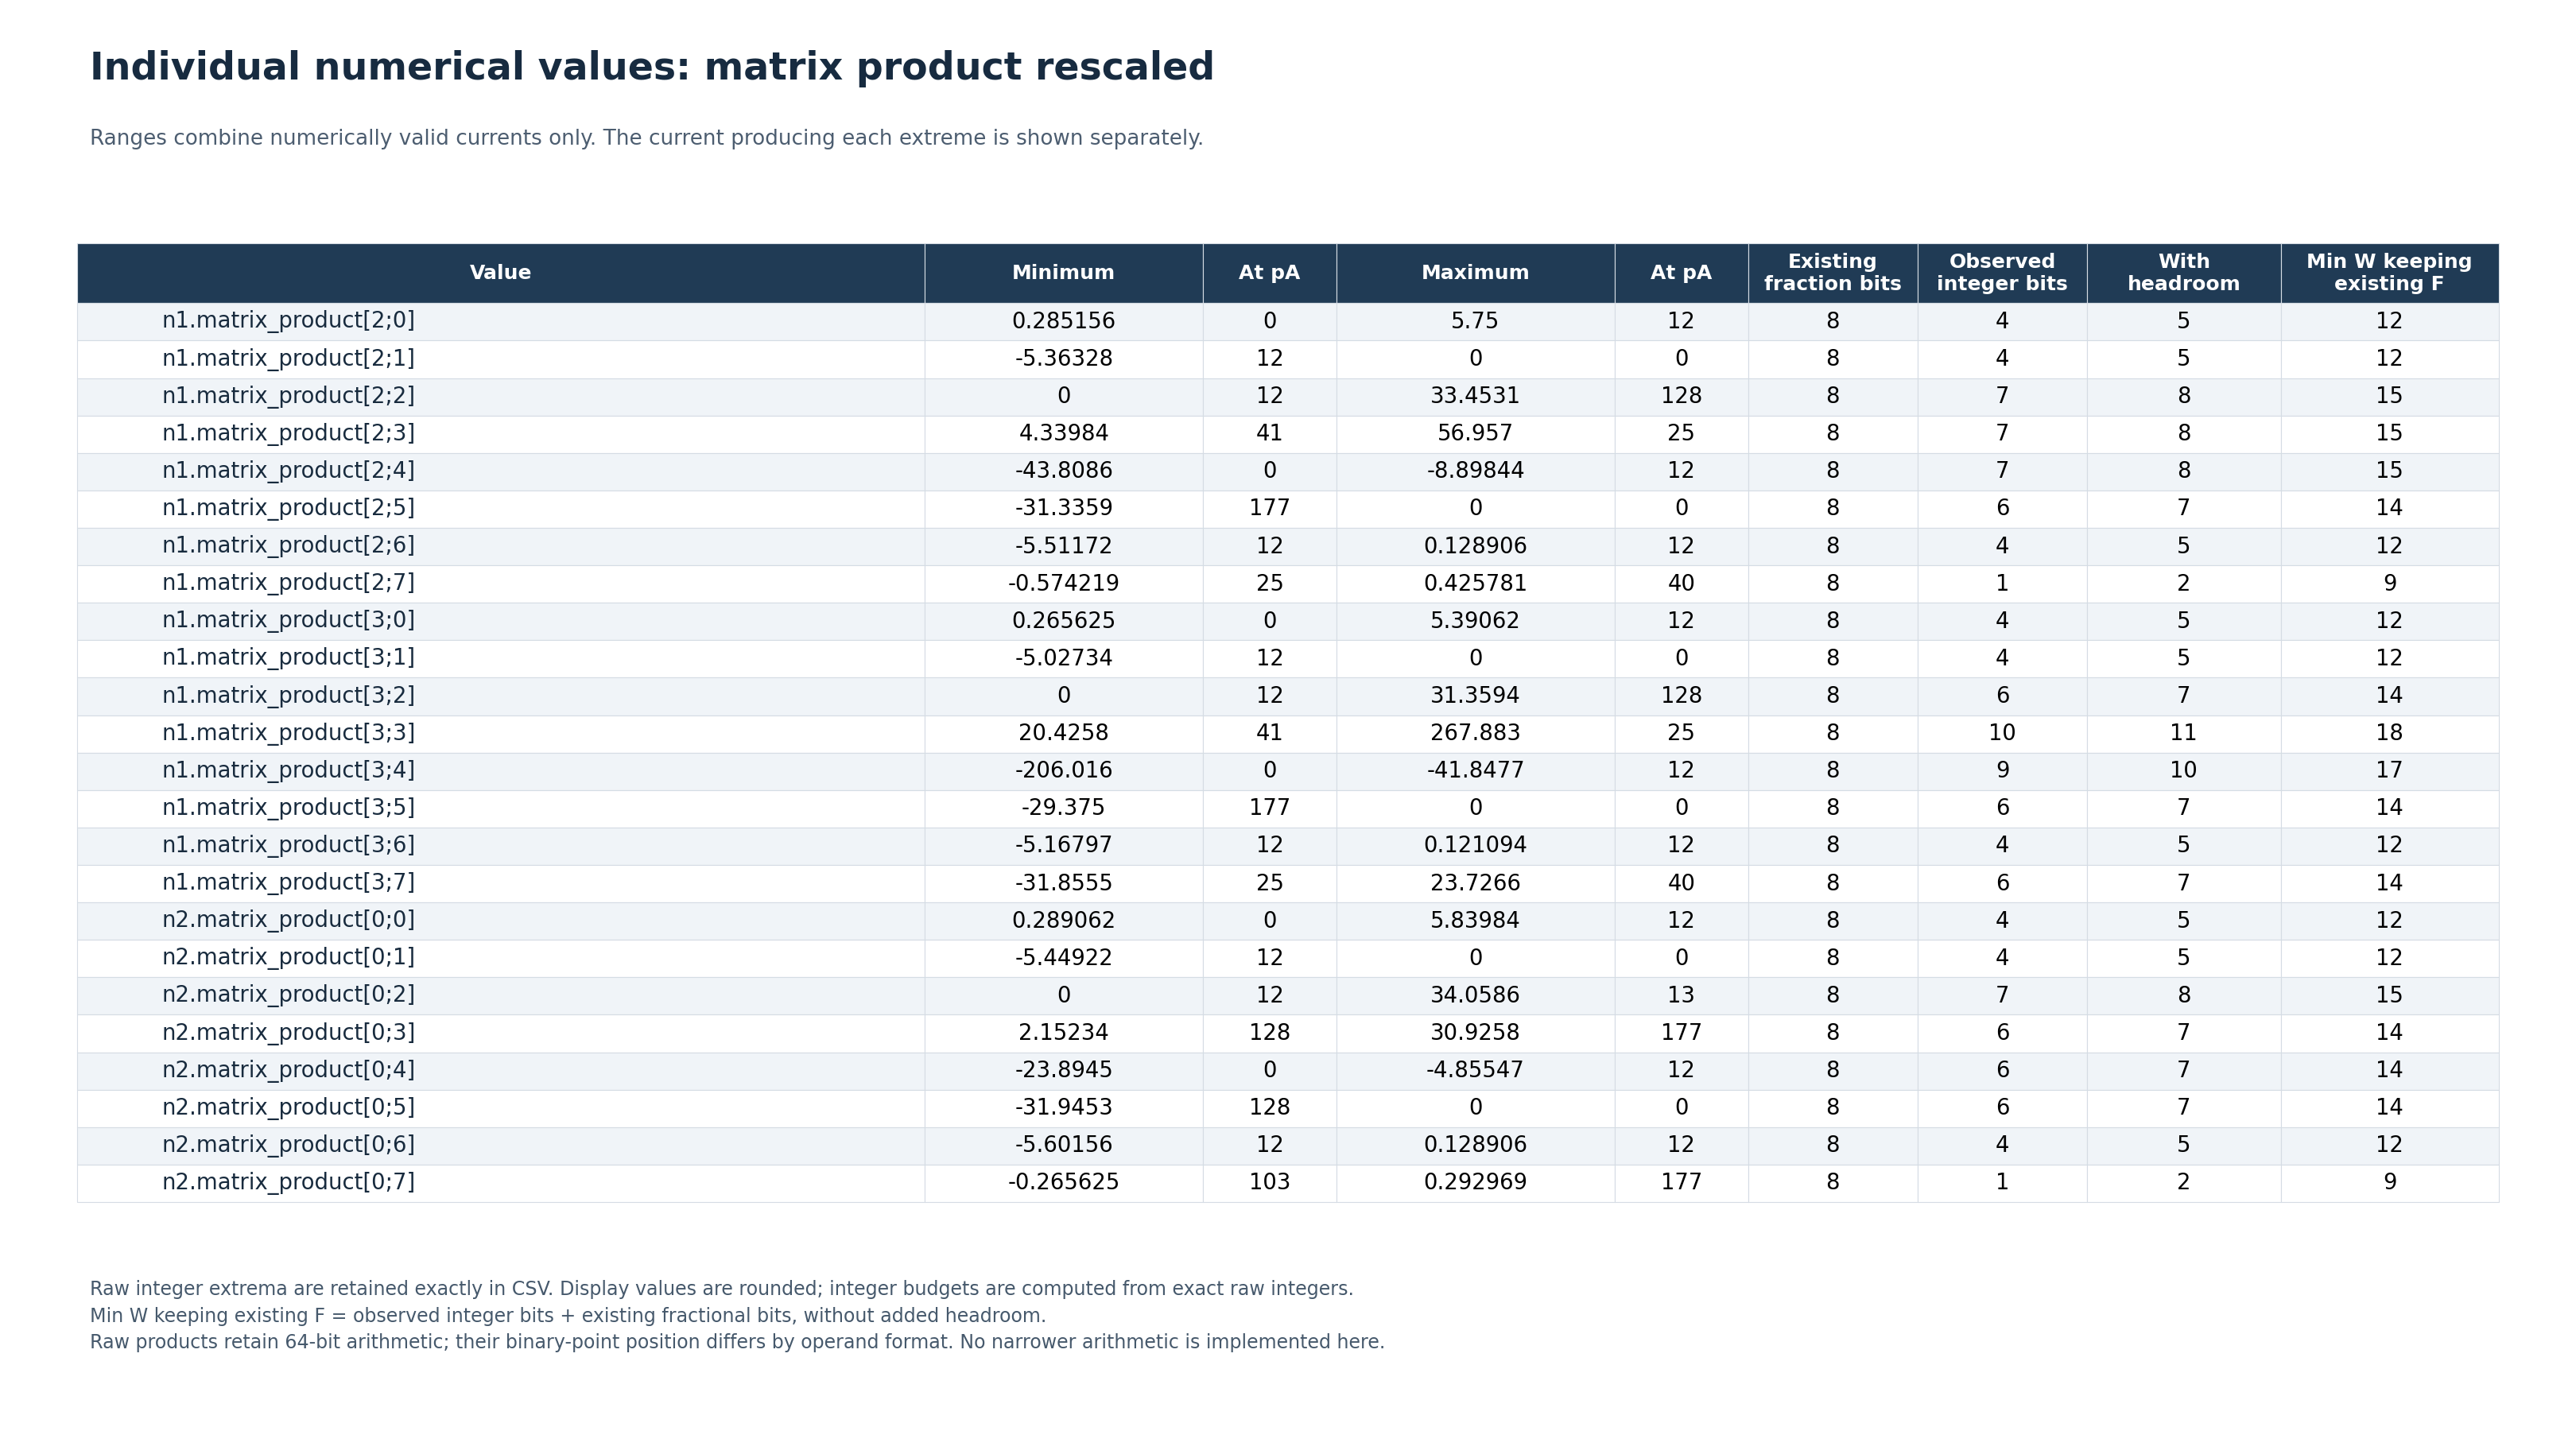 Individual numerical values: matrix product rescaled
Ranges combine numerically valid currents only. The current producing each extreme is shown separately.
Value Minimum At pA Maximum At pA Existing fraction bits Observed integer bits With headroom Min W keeping existing F
n1.matrix_product[2;0] 0.285156 0 5.75 12 8 4 5 12
n1.matrix_product[2;1] -5.36328 12 0 0 8 4 5 12
n1.matrix_product[2;2] 0 12 33.4531 128 8 7 8 15
n1.matrix_product[2;3] 4.33984 41 56.957 25 8 7 8 15
n1.matrix_product[2;4] -43.8086 0 -8.89844 12 8 7 8 15
n1.matrix_product[2;5] -31.3359 177 0 0 8 6 7 14
n1.matrix_product[2;6] -5.51172 12 0.128906 12 8 4 5 12
n1.matrix_product[2;7] -0.574219 25 0.425781 40 8 1 2 9
n1.matrix_product[3;0] 0.265625 0 5.39062 12 8 4 5 12
n1.matrix_product[3;1] -5.02734 12 0 0 8 4 5 12
n1.matrix_product[3;2] 0 12 31.3594 128 8 6 7 14
n1.matrix_product[3;3] 20.4258 41 267.883 25 8 10 11 18
n1.matrix_product[3;4] -206.016 0 -41.8477 12 8 9 10 17
n1.matrix_product[3;5] -29.375 177 0 0 8 6 7 14
n1.matrix_product[3;6] -5.16797 12 0.121094 12 8 4 5 12
n1.matrix_product[3;7] -31.8555 25 23.7266 40 8 6 7 14
n2.matrix_product[0;0] 0.289062 0 5.83984 12 8 4 5 12
n2.matrix_product[0;1] -5.44922 12 0 0 8 4 5 12
n2.matrix_product[0;2] 0 12 34.0586 13 8 7 8 15
n2.matrix_product[0;3] 2.15234 128 30.9258 177 8 6 7 14
n2.matrix_product[0;4] -23.8945 0 -4.85547 12 8 6 7 14
n2.matrix_product[0;5] -31.9453 128 0 0 8 6 7 14
n2.matrix_product[0;6] -5.60156 12 0.128906 12 8 4 5 12
n2.matrix_product[0;7] -0.265625 103 0.292969 177 8 1 2 9
Raw integer extrema are retained exactly in CSV. Display values are rounded; integer budgets are computed from exact raw integers.
Min W keeping existing F = observed integer bits + existing fractional bits, without added headroom.
Raw products retain 64-bit arithmetic; their binary-point position differs by operand format. No narrower arithmetic is implemented here.